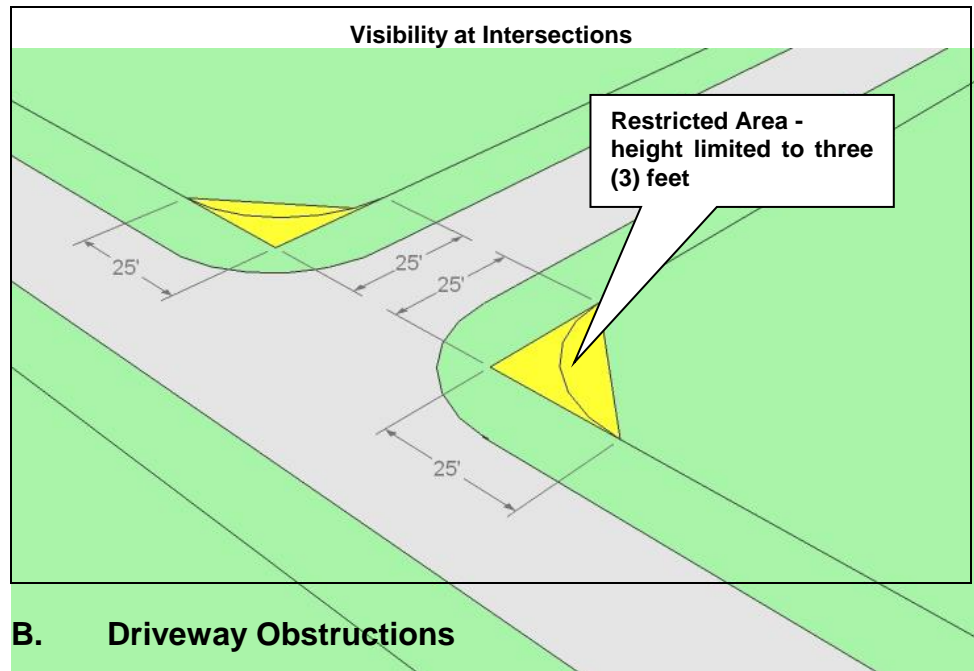 Visibility at Intersections
Restricted Area -
height limited to three
(3) feet
25'
25'
25'
25'
B. Driveway Obstructions